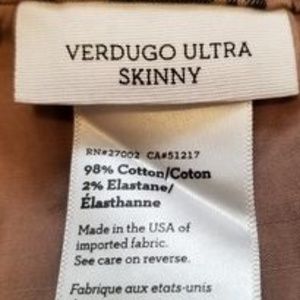 VERDUGO ULTRA
SKINNY
RN#27002 CA#51217
98% Cotton/Coton
2% Elastane/
Élasthanne
Made in the USA of
imported fabric.
See care on reverse.
Fabrique aux etats-unis